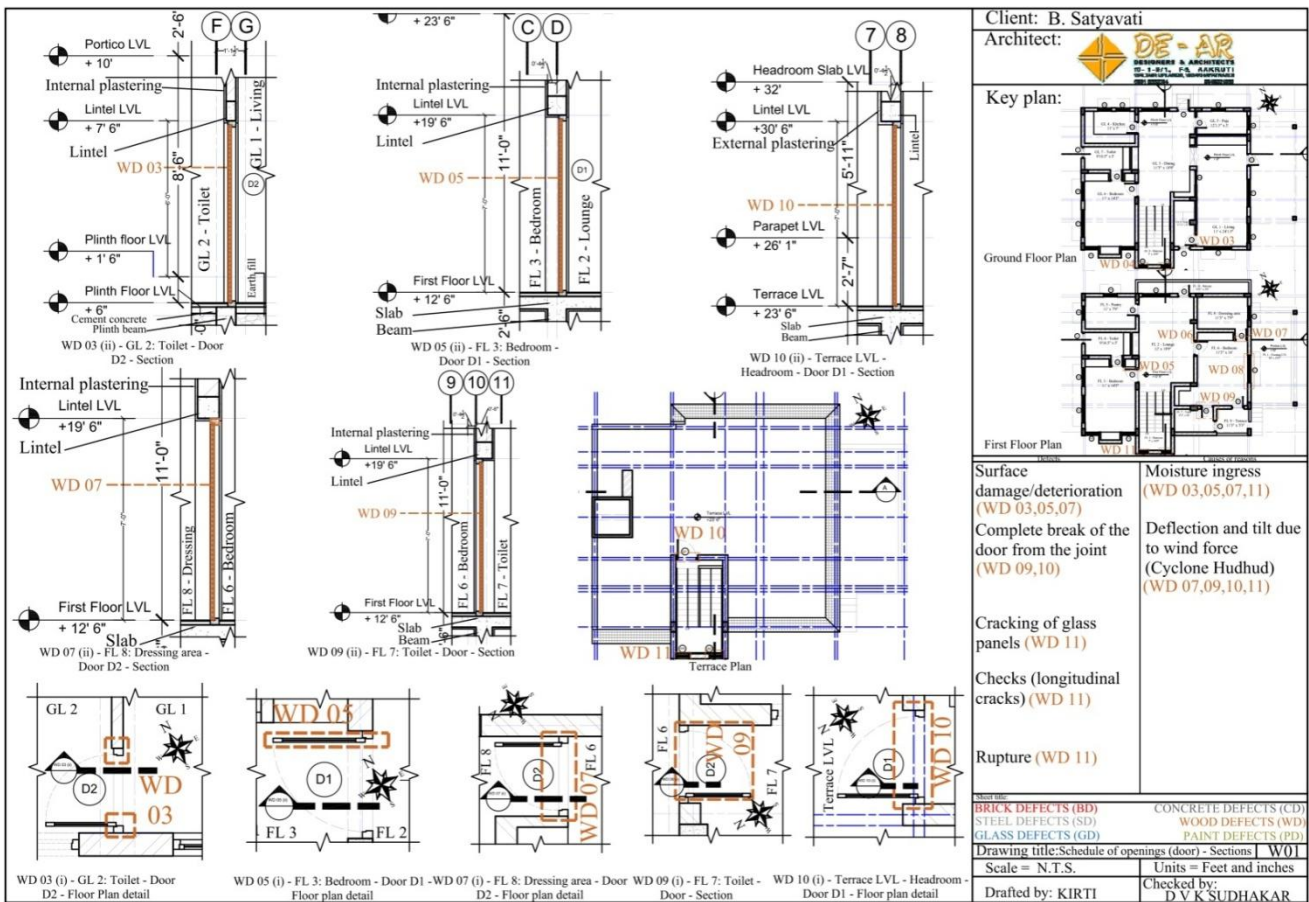 2'-6"
Portico LVL
+ 10'
F G
Internal plastering
Lintel LVL
+ 7' 6"
Lintel
WD 03
8'-6"
GL 1 - Living
D2
GL 2 - Toilet
Plinth floor LVL
+ 1' 6"
Plinth Floor LVL
+ 6"
Earth fill
Cement concrete
Plinth beam
WD 03 (ii) - GL 2: Toilet - Door
D2 - Section
+ 23' 6"
C D
Internal plastering
Lintel LVL
+19' 6"
Lintel
11'-0"
WD 05
D1
FL 3 - Bedroom
FL 2 - Lounge
First Floor LVL
+ 12' 6"
Slab
Beam
2'-6"
WD 05 (ii) - FL 3: Bedroom -
Door D1 - Section
7 8
Headroom Slab LVL
+ 32'
Lintel LVL
+30' 6"
External plastering
Lintel
5'-11"
WD 10
Parapet LVL
+ 26' 1"
2'-7"
Terrace LVL
+ 23' 6"
Slab
Beam
WD 10 (ii) - Terrace LVL -
Headroom - Door D1 - Section
Internal plastering
Lintel LVL
+19' 6"
Lintel
11'-0"
WD 07
FL 8 - Dressing
FL 6 - Bedroom
First Floor LVL
+ 12' 6"
Slab
WD 07 (ii) - FL 8: Dressing area -
Door D2 - Section
9 10 11
Internal plastering
Lintel LVL
+19' 6"
Lintel
11'-0"
WD 09
FL 6 - Bedroom
FL 7 - Toilet
First Floor LVL
+ 12' 6"
Slab
Beam
WD 09 (ii) - FL 7: Toilet - Door - Section
A
Terrace LVL
WD 10
WD 11
Terrace Plan
GL 2
GL 1
N
D2
WD
03
WD 03 (i) - GL 2: Toilet - Door
D2 - Floor Plan detail
WD 05
D1
FL 3
FL 2
N
WD 05 (i) - FL 3: Bedroom - Door D1 -
Floor plan detail
FL 8
D2
FL 6
WD 07
N
WD 07 (i) - FL 8: Dressing area - Door
D2 - Floor plan detail
FL 6
WD
09
D2
FL 7
N
WD 09 (i) - FL 7: Toilet -
Door - Section
Terrace LVL
D1
WD 10
N
WD 10 (i) - Terrace LVL - Headroom -
Door D1 - Floor plan detail
Client: B. Satyavati
Architect:
DE - AR
DESIGNERS & ARCHITECTS
Key plan:
WD 03
WD 04
Ground Floor Plan
WD 06
WD 07
WD 05
WD 08
WD 09
WD 11
First Floor Plan
Defects
Causes of reasons
Surface
damage/deterioration
(WD 03,05,07)
Complete break of the
door from the joint
(WD 09,10)
Cracking of glass
panels (WD 11)
Checks (longitudinal
cracks) (WD 11)
Rupture (WD 11)
Moisture ingress
(WD 03,05,07,11)
Deflection and tilt due
to wind force
(Cyclone Hudhud)
(WD 07,09,10,11)
Sheet title:
BRICK DEFECTS (BD)
CONCRETE DEFECTS (CD)
STEEL DEFECTS (SD)
WOOD DEFECTS (WD)
GLASS DEFECTS (GD)
PAINT DEFECTS (PD)
Drawing title:Schedule of openings (door) - Sections
W01
Scale = N.T.S.
Units = Feet and inches
Drafted by: KIRTI
Checked by:
D V K SUDHAKAR